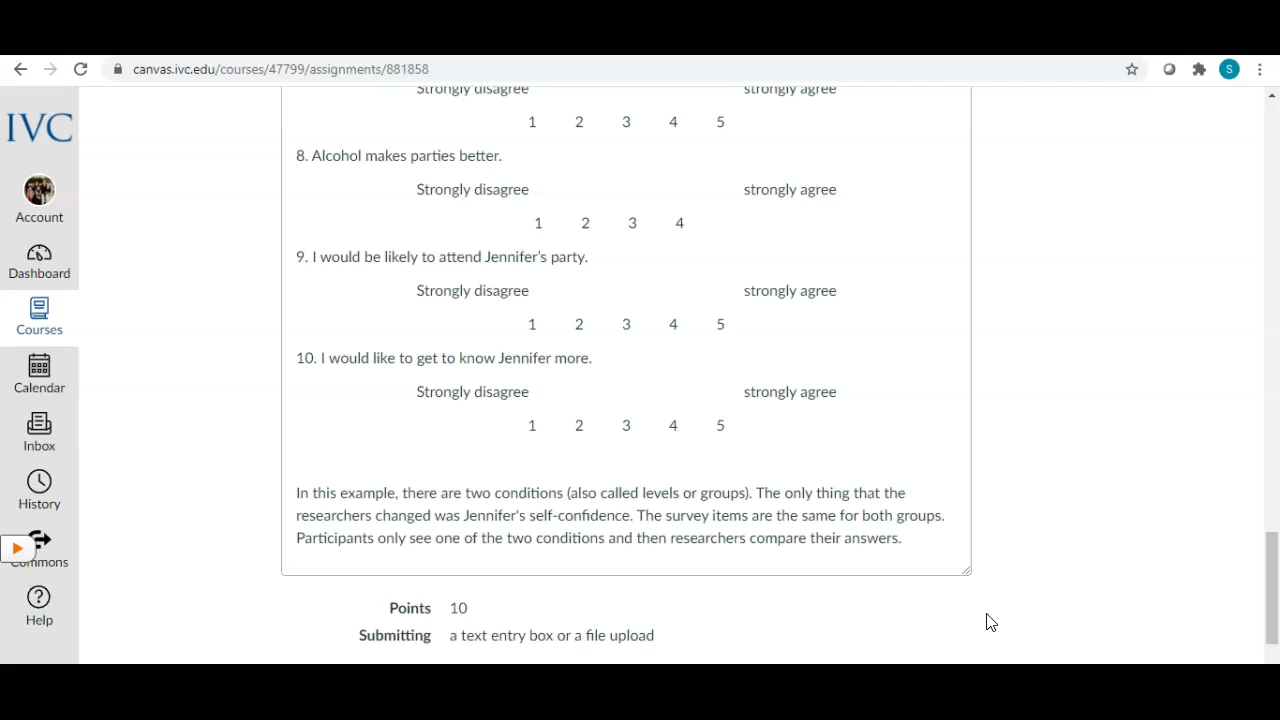 canvas.ivc.edu/courses/47799/assignments/881858
S
IVC
Account
Dashboard
Courses
Calendar
Inbox
History
Commons
Help
Strongly disagree strongly agree
1 2 3 4 5
8. Alcohol makes parties better.
Strongly disagree strongly agree
1 2 3 4
9. I would be likely to attend Jennifer's party.
Strongly disagree strongly agree
1 2 3 4 5
10. I would like to get to know Jennifer more.
Strongly disagree strongly agree
1 2 3 4 5
In this example, there are two conditions (also called levels or groups). The only thing that the
researchers changed was Jennifer's self-confidence. The survey items are the same for both groups.
Participants only see one of the two conditions and then researchers compare their answers.
Points 10
Submitting a text entry box or a file upload